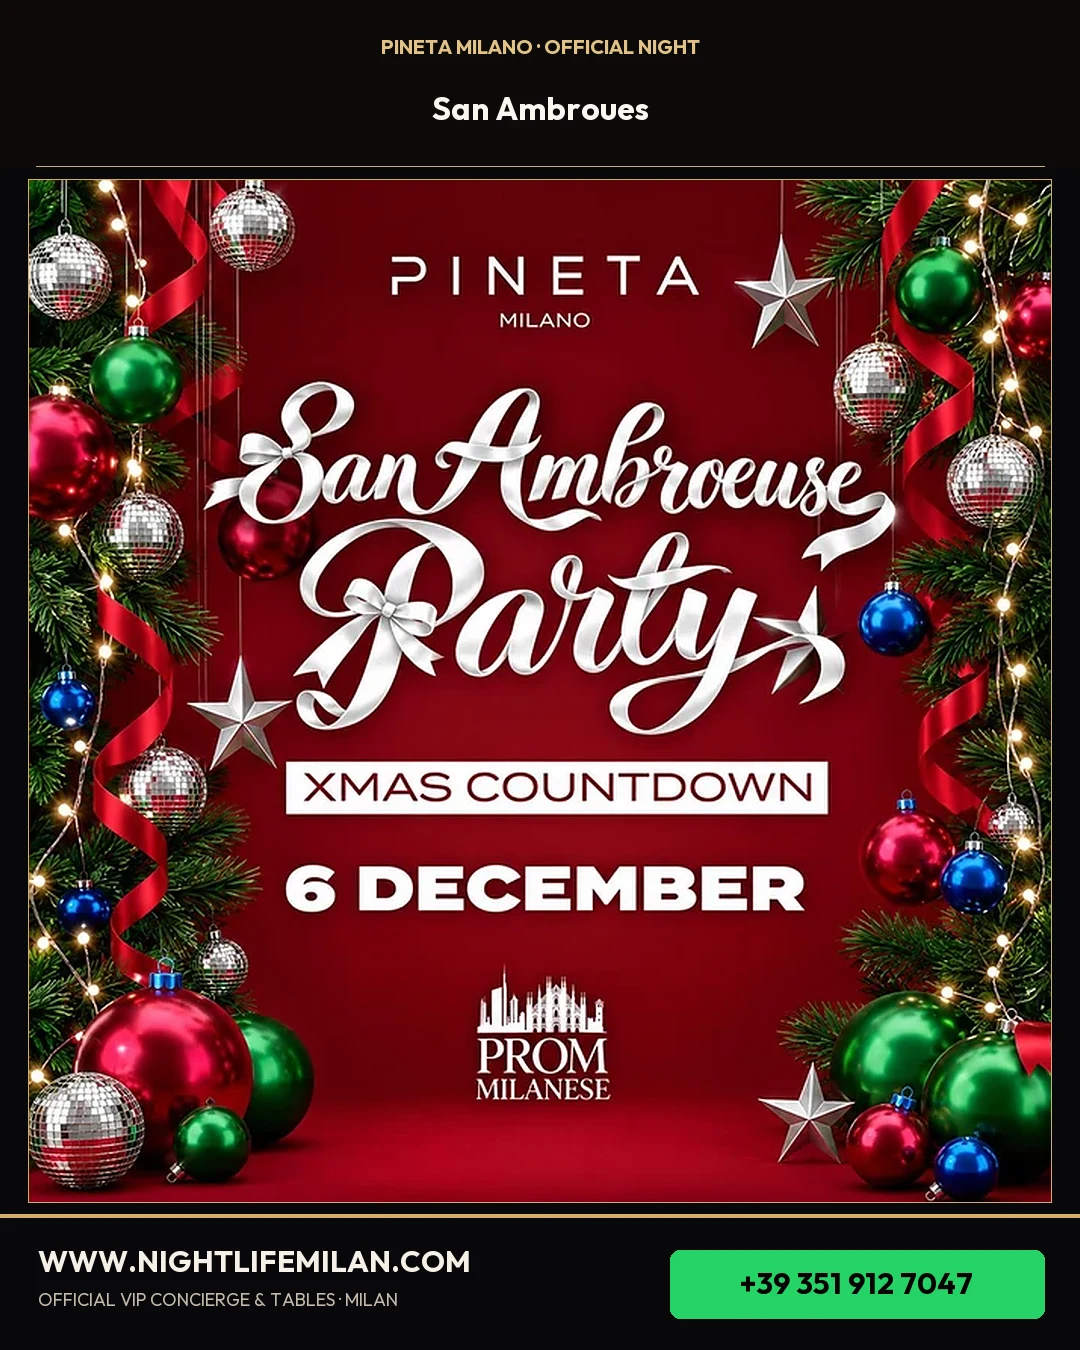 PINETA MILANO · OFFICIAL NIGHT
San Ambroues
PINETA
MILANO
San Ambroeuse
Party
XMAS COUNTDOWN
6 DECEMBER
PROM
MILANESE
WWW.NIGHTLIFEMILAN.COM
OFFICIAL VIP CONCIERGE & TABLES · MILAN
+39 351 912 7047